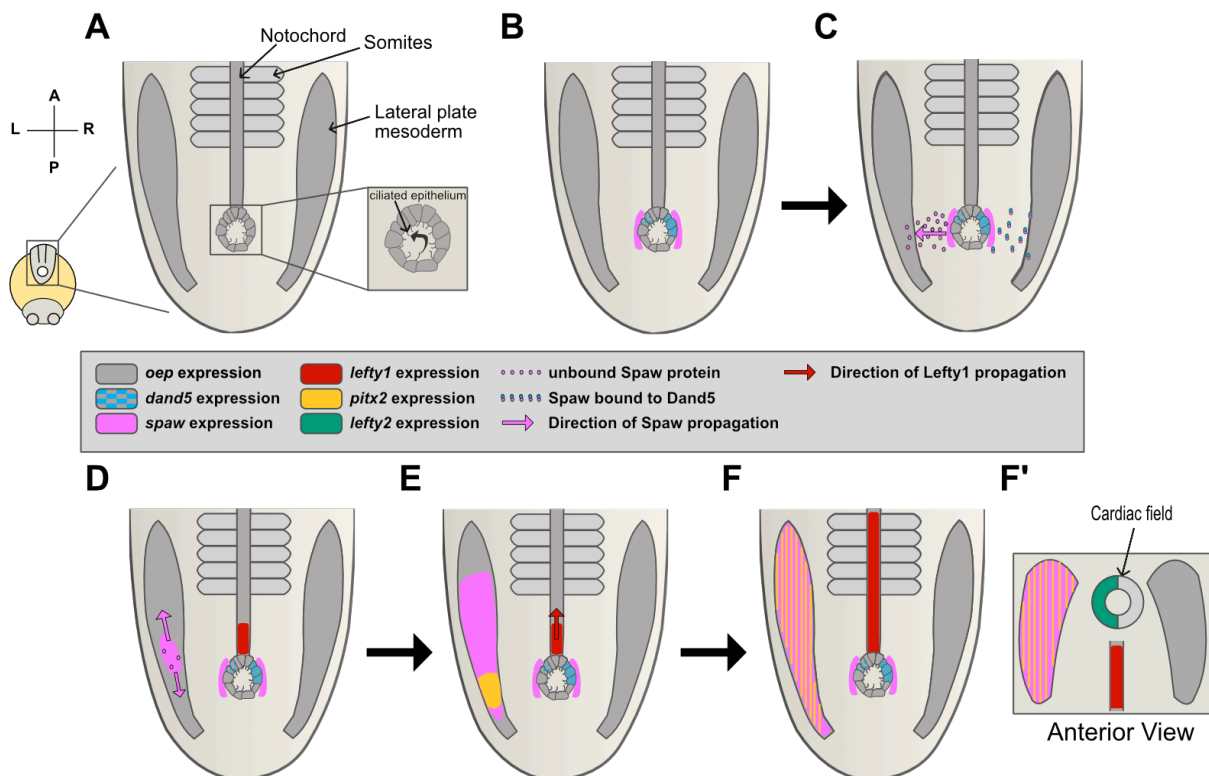 A
B
C
Notochord
Somites
Lateral plate
mesoderm
A
L
R
P
ciliated epithelium
oep expression
lefty1 expression
unbound Spaw protein
Direction of Lefty1 propagation
dand5 expression
pitx2 expression
Spaw bound to Dand5
spaw expression
lefty2 expression
Direction of Spaw propagation
D
E
F
F'
Cardiac field
Anterior View